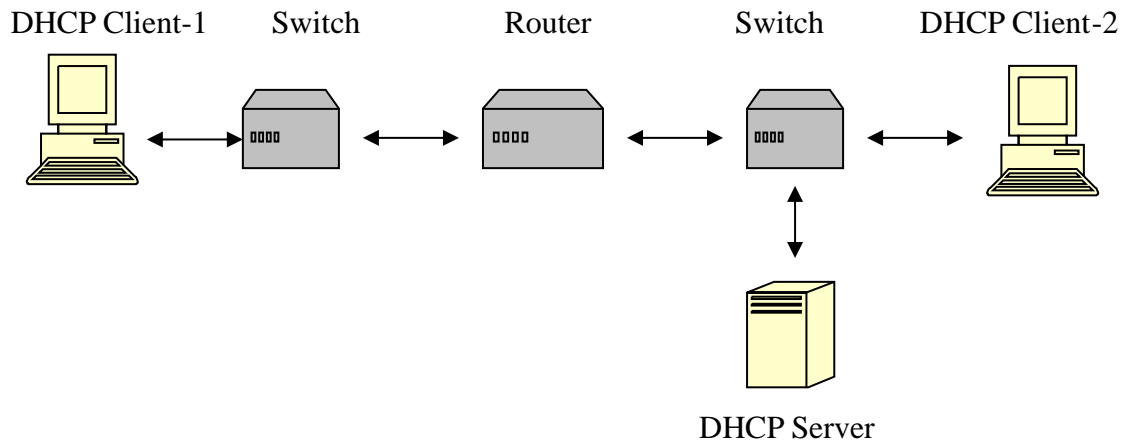 DHCP Client-1
Switch
Router
Switch
DHCP Client-2
DHCP Server